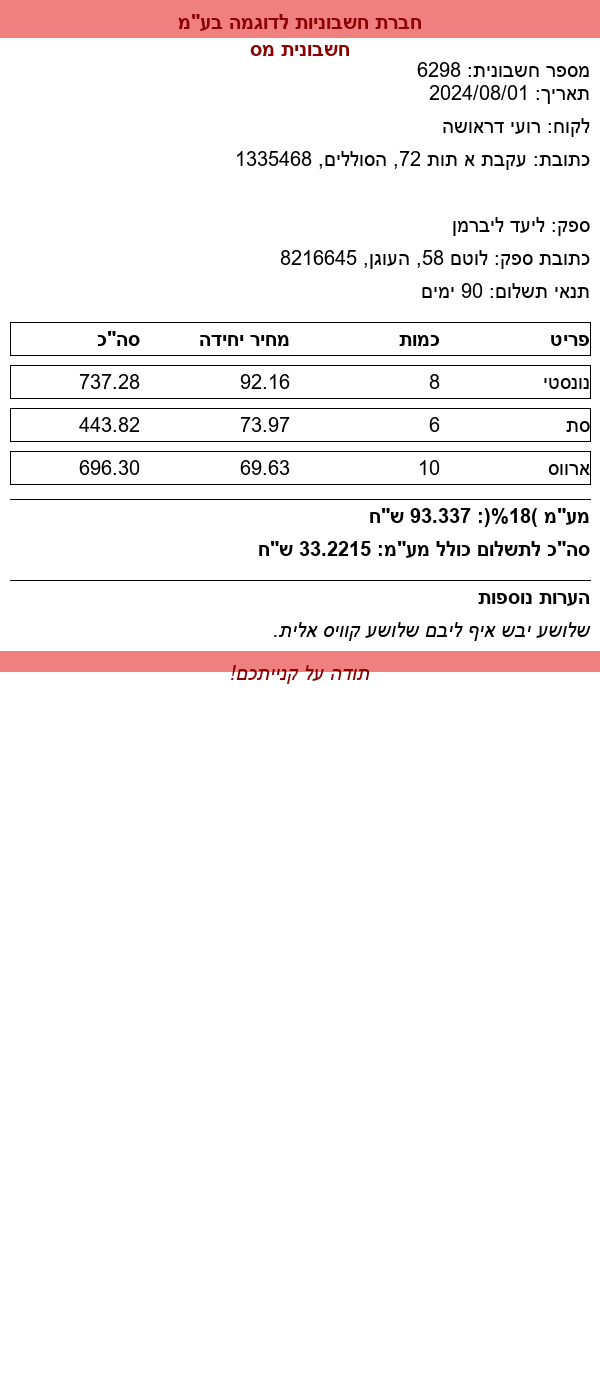 חברת חשבוניות לדוגמה בע"מ
חשבונית מס
מספר חשבונית: 6298
תאריך: 2024/08/01
לקוח: רועי דראושה
כתובת: עקבת א תות 72, הסוללים, 1335468
ספק: ליעד ליברמן
כתובת ספק: לוטם 58, העוגן, 8216645
תנאי תשלום: 90 ימים
פריט כמות מחיר יחידה סה"כ
נונסטי 8 92.16 737.28
סת 6 73.97 443.82
ארווס 10 69.63 696.30
מע"מ )18%(: 93.337 ש"ח
סה"כ לתשלום כולל מע"מ: 33.2215 ש"ח
הערות נוספות
שלושע יבש איף ליבם שלושע קוויס אלית.
תודה על קנייתכם!